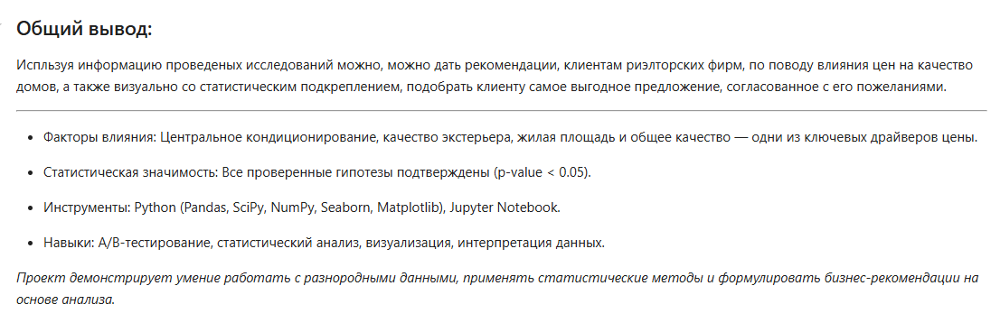 Общий вывод:
Испльзуя информацию проведеных исследований можно, можно дать рекомендации, клиентам риэлторских фирм, по поводу влияния цен на качество
домов, а также визуально со статистическим подкреплением, подобрать клиенту самое выгодное предложение, согласованное с его пожеланиями.
• Факторы влияния: Центральное кондиционирование, качество экстерьера, жилая площадь и общее качество — одни из ключевых драйверов цены.
• Статистическая значимость: Все проверенные гипотезы подтверждены (p-value < 0.05).
• Инструменты: Python (Pandas, SciPy, NumPy, Seaborn, Matplotlib), Jupyter Notebook.
• Навыки: A/B-тестирование, статистический анализ, визуализация, интерпретация данных.
Проект демонстрирует умение работать с разнородными данными, применять статистические методы и формулировать бизнес-рекомендации на
основе анализа.